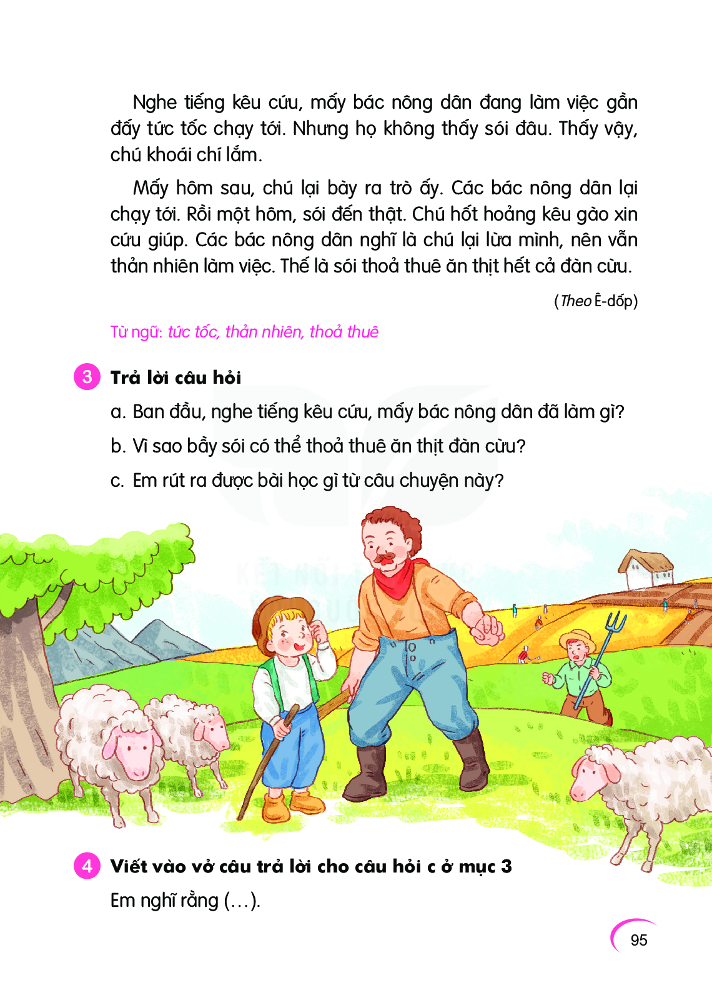 Nghe tiếng kêu cứu, mấy bác nông dân đang làm việc gần
đấy tức tốc chạy tới. Nhưng họ không thấy sói đâu. Thấy vậy,
chú khoái chí lắm.
Mấy hôm sau, chú lại bày ra trò ấy. Các bác nông dân lại
chạy tới. Rồi một hôm, sói đến thật. Chú hốt hoảng kêu gào xin
cứu giúp. Các bác nông dân nghĩ là chú lại lừa mình, nên vẫn
thản nhiên làm việc. Thế là sói thoả thuê ăn thịt hết cả đàn cừu.
(Theo Ê-dốp)
Từ ngữ: tức tốc, thản nhiên, thoả thuê
3 Trả lời câu hỏi
a. Ban đầu, nghe tiếng kêu cứu, mấy bác nông dân đã làm gì?
b. Vì sao bầy sói có thể thoả thuê ăn thịt đàn cừu?
c. Em rút ra được bài học gì từ câu chuyện này?
KẾT NỐI
4 Viết vào vở câu trả lời cho câu hỏi c ở mục 3
Em nghĩ rằng (...).
95